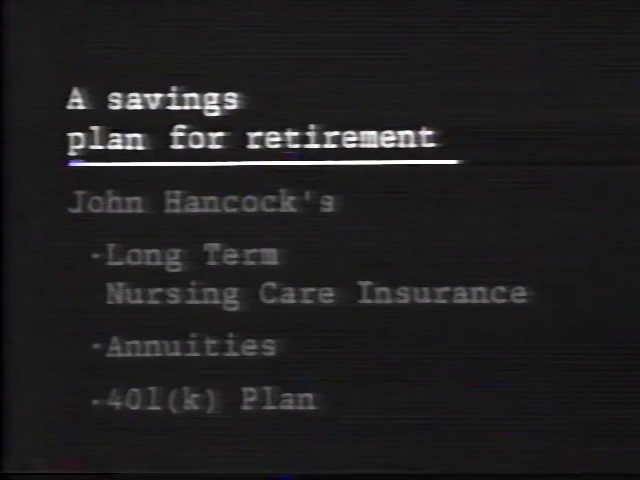 A savings
plan for retirement
John Hancock's
-Long Term
Nursing Care Insurance
-Annuities
-401(k) Plan